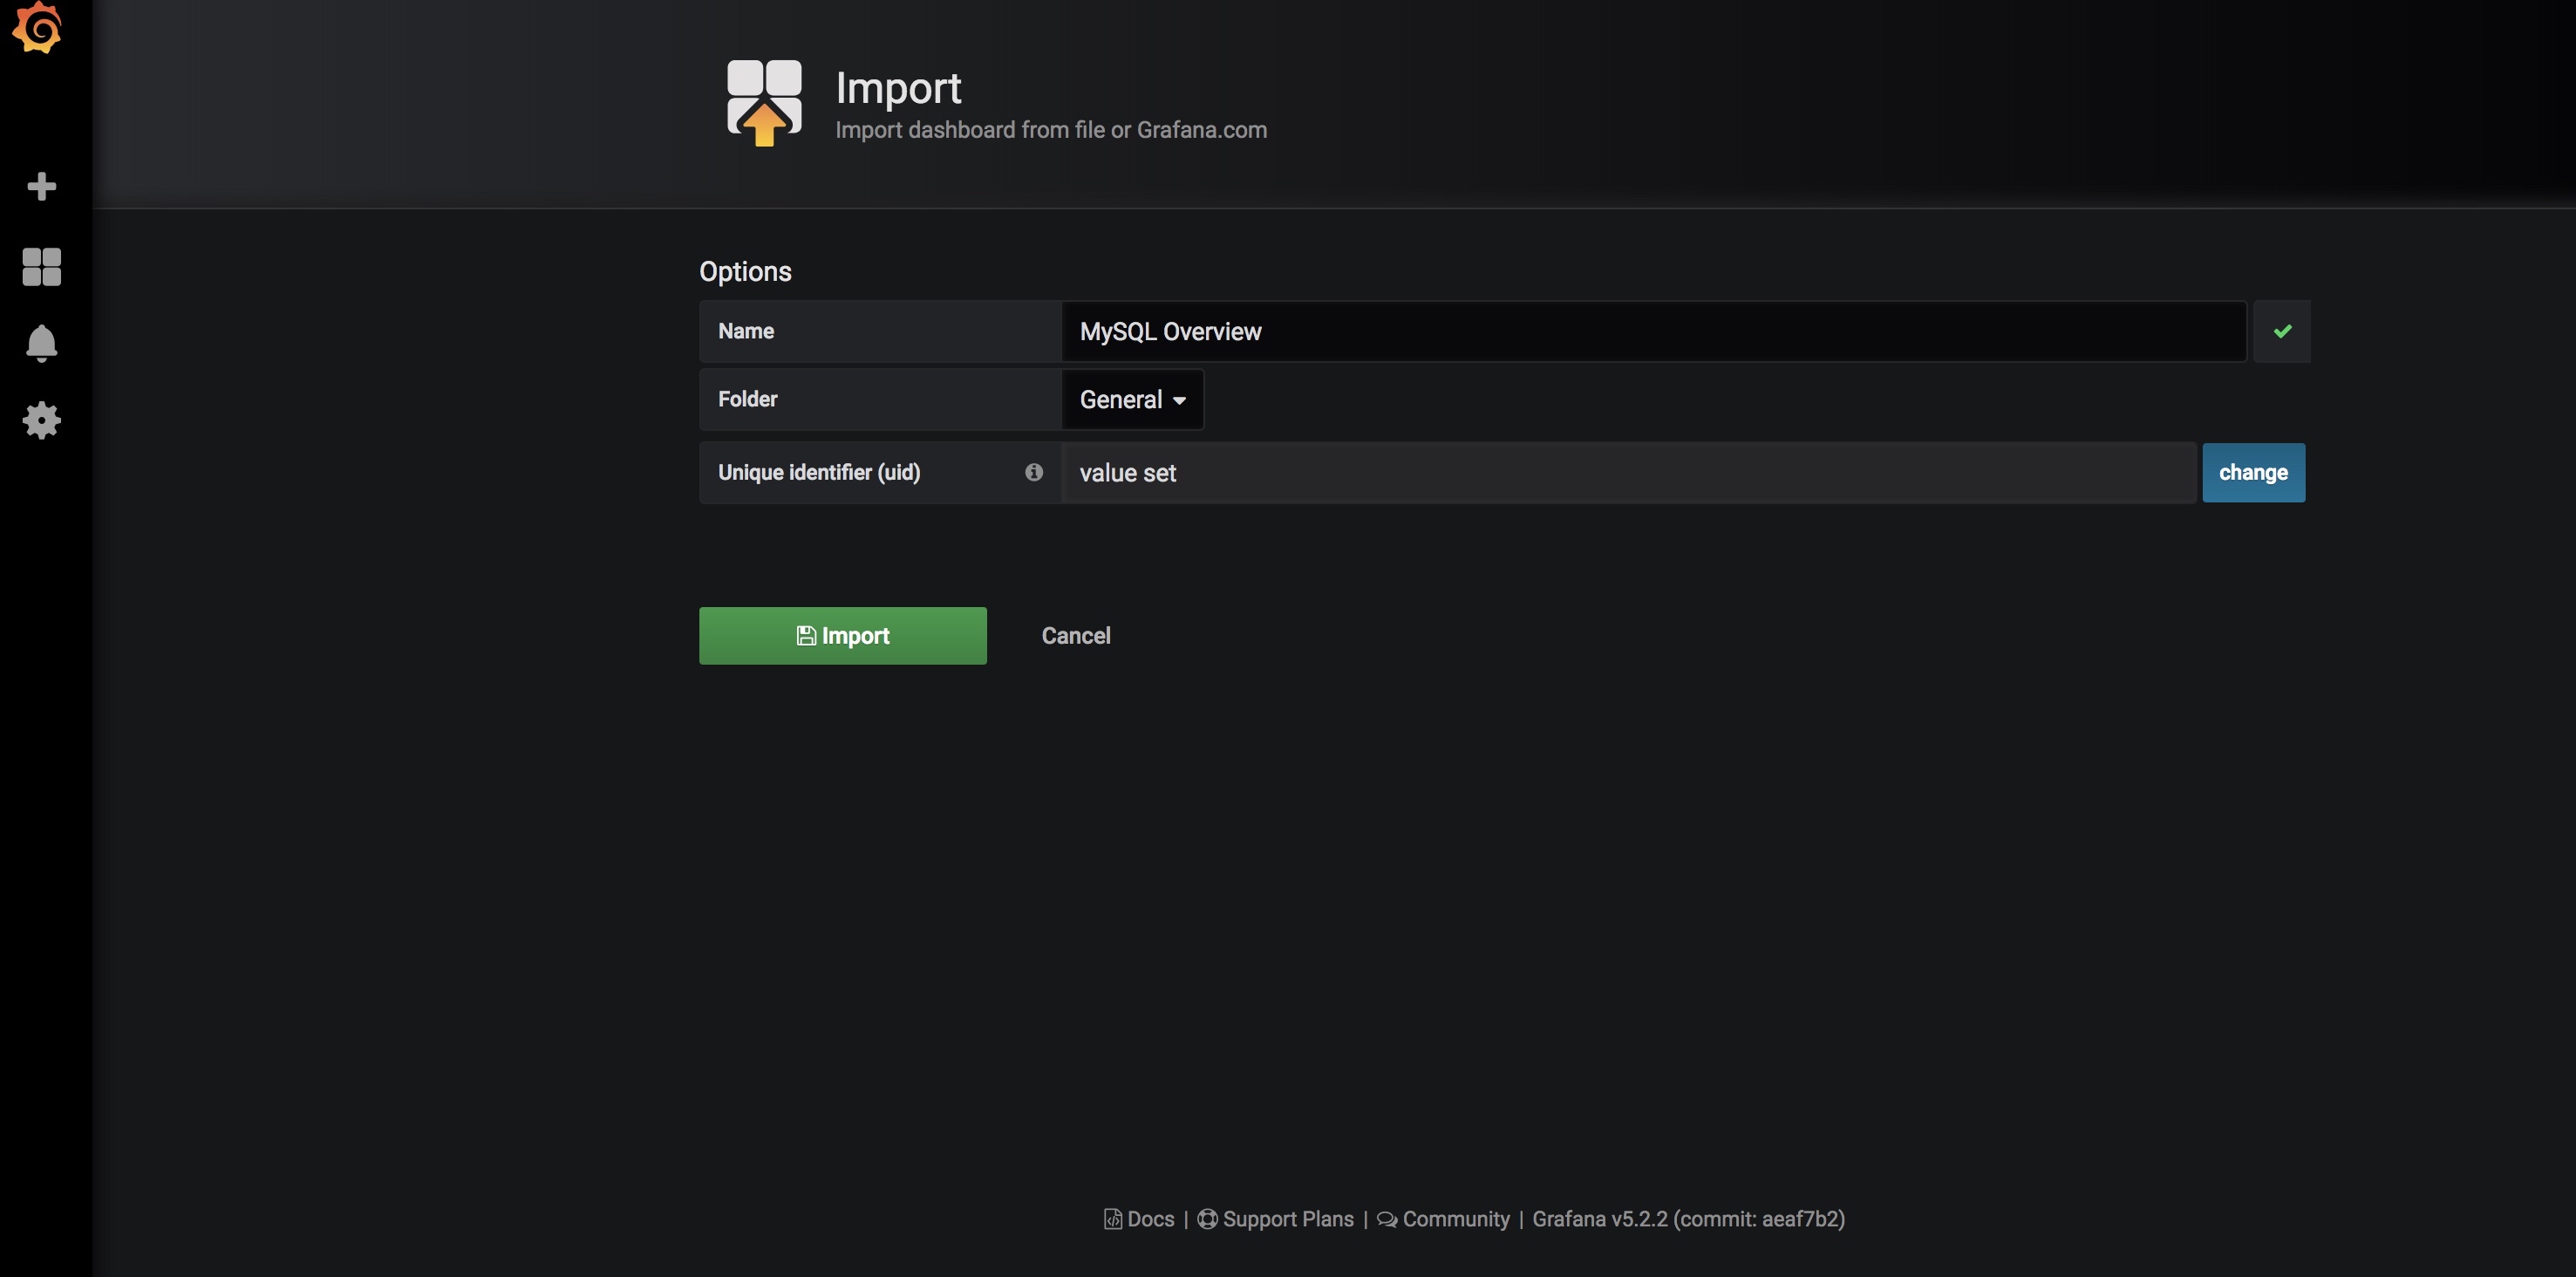 Import
Import dashboard from file or Grafana.com
Options
Name MySQL Overview
Folder General
Unique identifier (uid) value set change
Import Cancel
Docs | Support Plans | Community | Grafana v5.2.2 (commit: aeaf7b2)